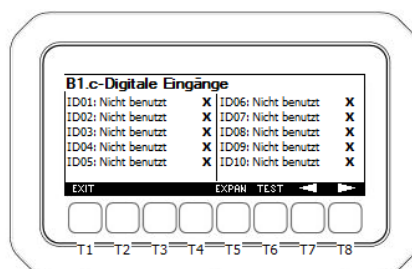 B1.c-Digitale Eingänge
ID01: Nicht benutzt X ID06: Nicht benutzt X
ID02: Nicht benutzt X ID07: Nicht benutzt X
ID03: Nicht benutzt X ID08: Nicht benutzt X
ID04: Nicht benutzt X ID09: Nicht benutzt X
ID05: Nicht benutzt X ID10: Nicht benutzt X
EXIT EXPAN TEST
T1 T2 T3 T4 T5 T6 T7 T8